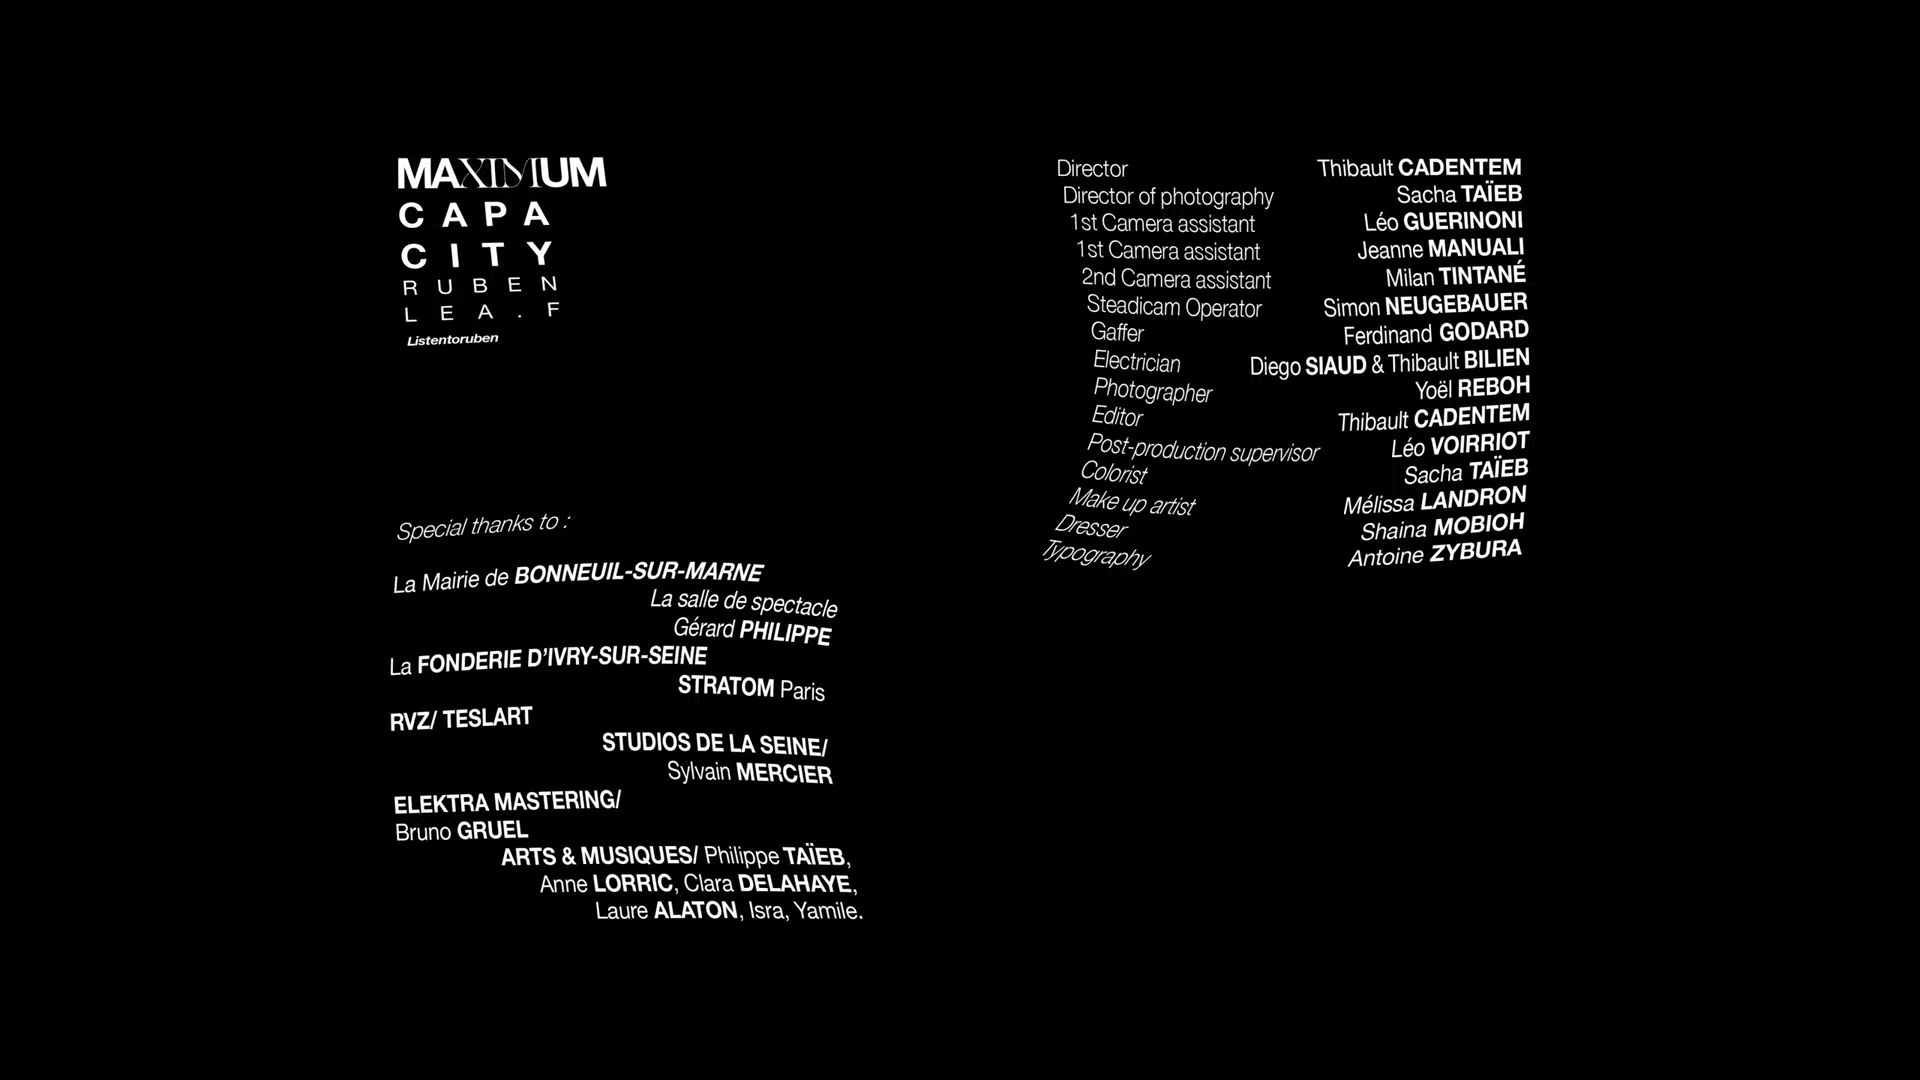 MAXIMUM
CAPA
CITY
RUBEN
LEA.F
Listentoruben
Special thanks to :
La Mairie de BONNEUIL-SUR-MARNE
La salle de spectacle
Gérard PHILIPPE
La FONDERIE D'IVRY-SUR-SEINE
STRATOM Paris
RVZ/ TESLART
STUDIOS DE LA SEINE/
Sylvain MERCIER
ELEKTRA MASTERING/
Bruno GRUEL
ARTS & MUSIQUES/ Philippe TAÏEB,
Anne LORRIC, Clara DELAHAYE,
Laure ALATON, Isra, Yamile.
Director Thibault CADENTEM
Director of photography Sacha TAÏEB
1st Camera assistant Léo GUERINONI
1st Camera assistant Jeanne MANUALI
2nd Camera assistant Milan TINTANÉ
Steadicam Operator Simon NEUGEBAUER
Gaffer Ferdinand GODARD
Electrician Diego SIAUD & Thibault BILIEN
Photographer Yoël REBOH
Editor Thibault CADENTEM
Post-production supervisor Léo VOIRRIOT
Colorist Sacha TAÏEB
Make up artist Mélissa LANDRON
Dresser Shaina MOBIOH
Typography Antoine ZYBURA